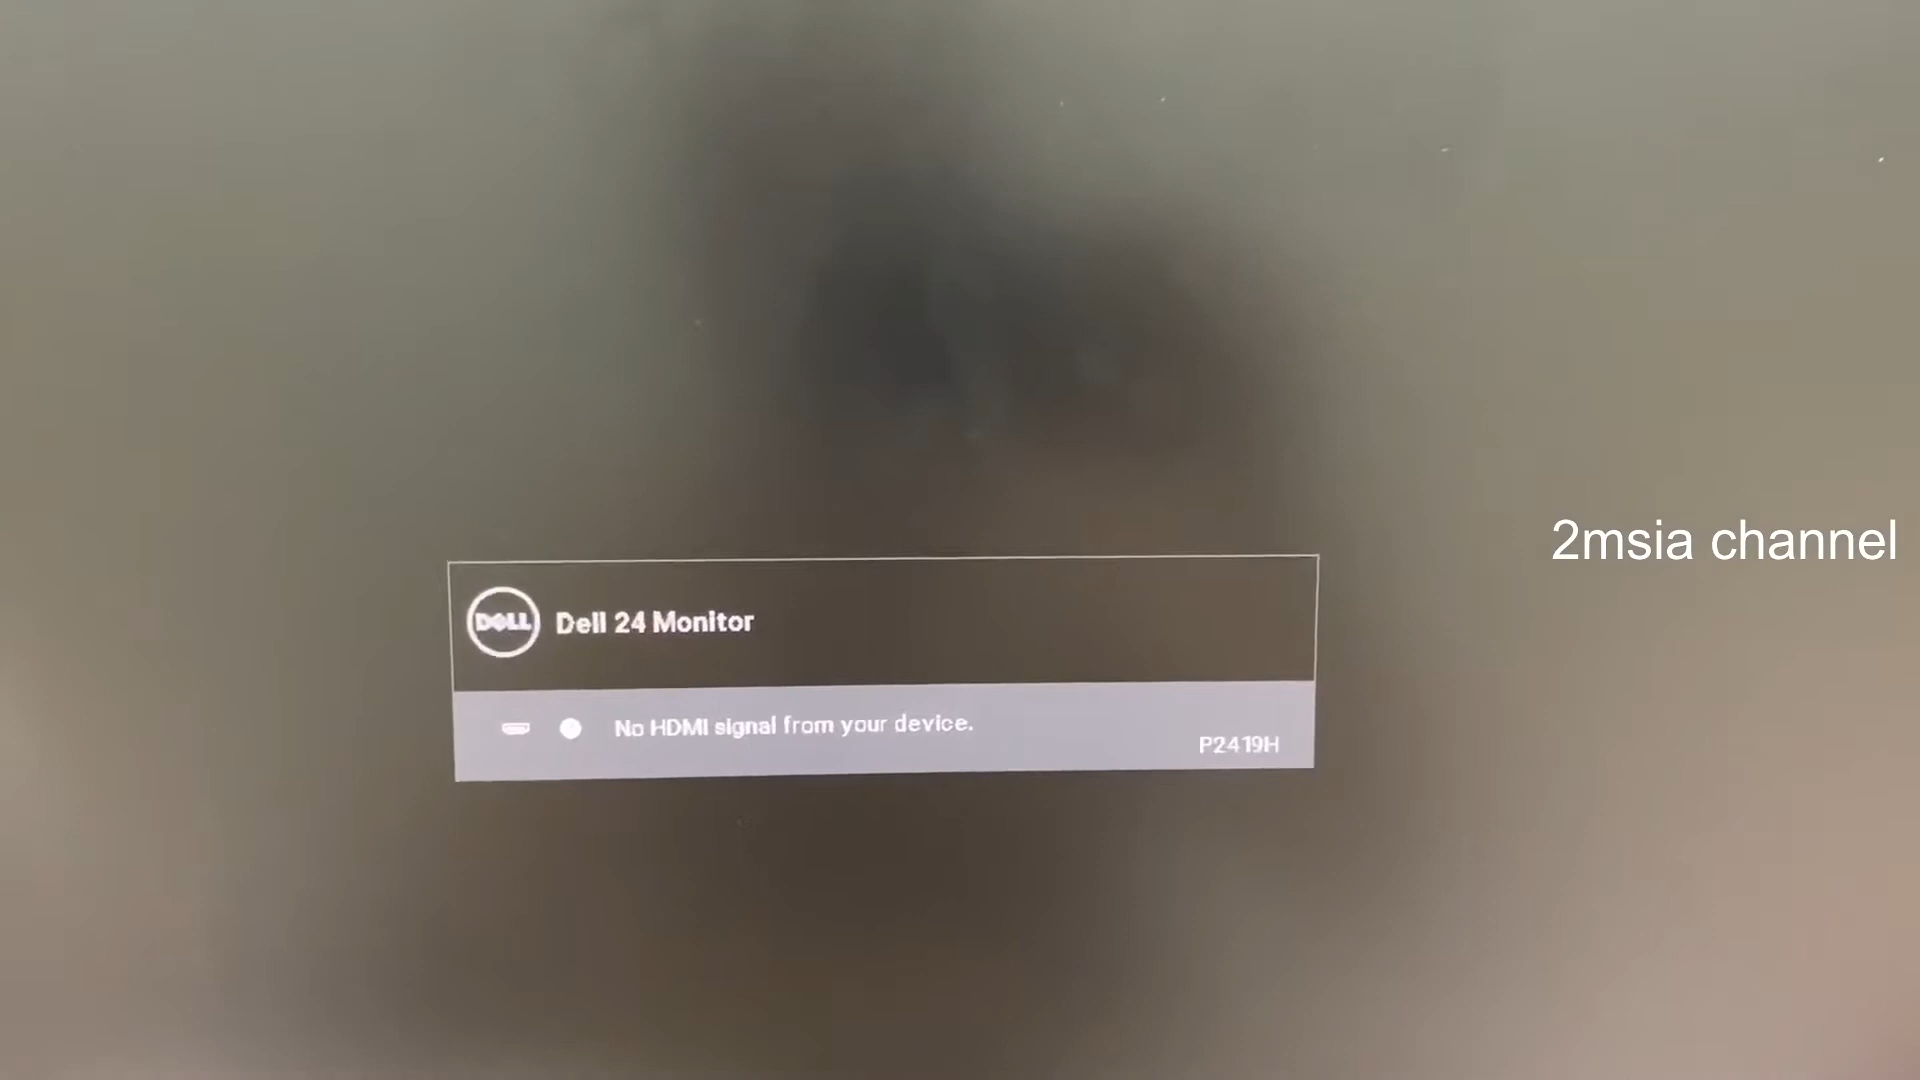 2msia channel
DELL Dell 24 Monitor
No HDMI signal from your device.
P2419H